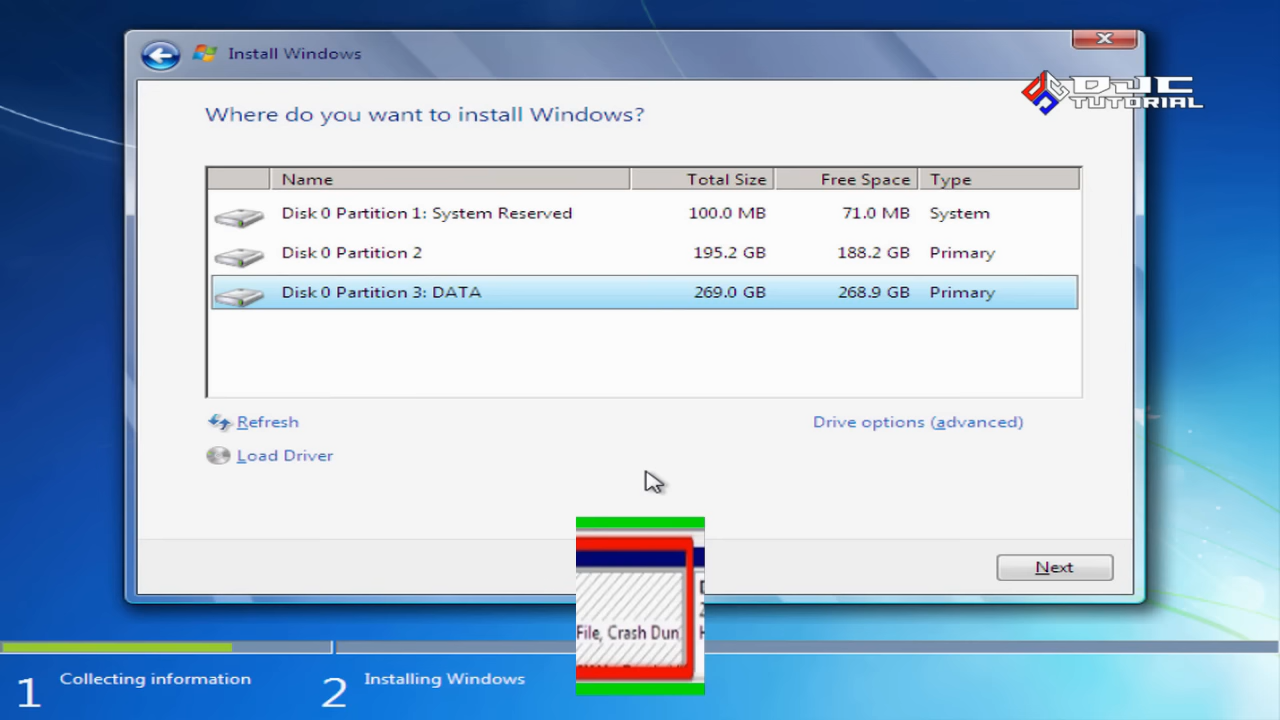 Install Windows
DJC
TUTORIAL
Where do you want to install Windows?
Name Total Size Free Space Type
Disk 0 Partition 1: System Reserved 100.0 MB 71.0 MB System
Disk 0 Partition 2 195.2 GB 188.2 GB Primary
Disk 0 Partition 3: DATA 269.0 GB 268.9 GB Primary
Refresh Drive options (advanced)
Load Driver
Next
File, Crash Dun
1 Collecting information 2 Installing Windows